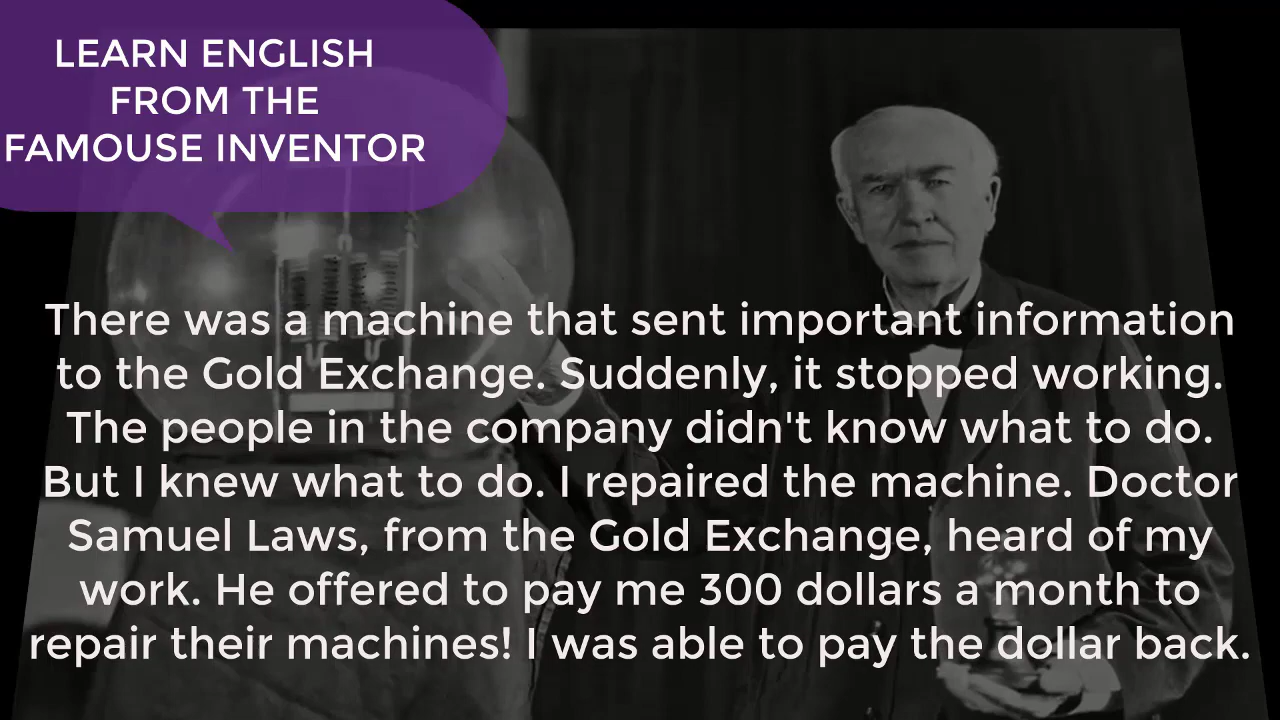 LEARN ENGLISH
FROM THE
FAMOUSE INVENTOR
There was a machine that sent important information
to the Gold Exchange. Suddenly, it stopped working.
The people in the company didn't know what to do.
But I knew what to do. I repaired the machine. Doctor
Samuel Laws, from the Gold Exchange, heard of my
work. He offered to pay me 300 dollars a month to
repair their machines! I was able to pay the dollar back.